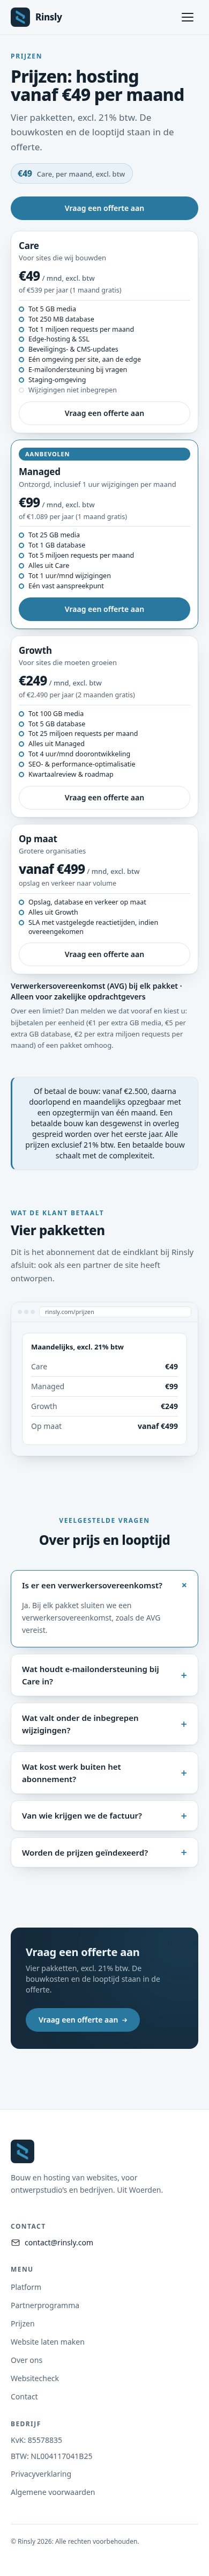 Rinsly
PRIJZEN
Prijzen: hosting
vanaf €49 per maand
Vier pakketten, excl. 21% btw. De
bouwkosten en de looptijd staan in de
offerte.
€49 Care, per maand, excl. btw
Vraag een offerte aan
Care
Voor sites die wij bouwden
€49 / mnd, excl. btw
of €539 per jaar (1 maand gratis)
Tot 5 GB media
Tot 250 MB database
Tot 1 miljoen requests per maand
Edge-hosting & SSL
Beveiligings- & CMS-updates
Eén omgeving per site, aan de edge
E-mailondersteuning bij vragen
Staging-omgeving
Wijzigingen niet inbegrepen
Vraag een offerte aan
AANBEVOLEN
Managed
Ontzorgd, inclusief 1 uur wijzigingen per maand
€99 / mnd, excl. btw
of €1.089 per jaar (1 maand gratis)
Tot 25 GB media
Tot 1 GB database
Tot 5 miljoen requests per maand
Alles uit Care
Tot 1 uur/mnd wijzigingen
Eén vast aanspreekpunt
Vraag een offerte aan
Growth
Voor sites die moeten groeien
€249 / mnd, excl. btw
of €2.490 per jaar (2 maanden gratis)
Tot 100 GB media
Tot 5 GB database
Tot 25 miljoen requests per maand
Alles uit Managed
Tot 4 uur/mnd doorontwikkeling
SEO- & performance-optimalisatie
Kwartaalreview & roadmap
Vraag een offerte aan
Op maat
Grotere organisaties
vanaf €499 / mnd, excl. btw
opslag en verkeer naar volume
Opslag, database en verkeer op maat
Alles uit Growth
SLA met vastgelegde reactietijden, indien
overeengekomen
Vraag een offerte aan
Verwerkersovereenkomst (AVG) bij elk pakket ·
Alleen voor zakelijke opdrachtgevers
Over een limiet? Dan melden we dat vooraf en kiest u:
bijbetalen per eenheid (€1 per extra GB media, €5 per
extra GB database, €2 per extra miljoen requests per
maand) of een pakket omhoog.
Of betaal de bouw: vanaf €2.500, daarna
doorlopend en maandelijks opzegbaar met
een opzegtermijn van één maand. Een
betaalde bouw kan desgewenst in overleg
gespreid worden over het eerste jaar. Alle
prijzen exclusief 21% btw. Een betaalde bouw
schaalt met de complexiteit.
WAT DE KLANT BETAALT
Vier pakketten
Dit is het abonnement dat de eindklant bij Rinsly
afsluit: ook als een partner de site heeft
ontworpen.
rinsly.com/prijzen
Maandelijks, excl. 21% btw
Care €49
Managed €99
Growth €249
Op maat vanaf €499
VEELGESTELDE VRAGEN
Over prijs en looptijd
Is er een verwerkersovereenkomst?
Ja. Bij elk pakket sluiten we een
verwerkersovereenkomst, zoals de AVG
vereist.
Wat houdt e-mailondersteuning bij
Care in?
Wat valt onder de inbegrepen
wijzigingen?
Wat kost werk buiten het
abonnement?
Van wie krijgen we de factuur?
Worden de prijzen geïndexeerd?
Vraag een offerte aan
Vier pakketten, excl. 21% btw. De
bouwkosten en de looptijd staan in de
offerte.
Vraag een offerte aan →
Bouw en hosting van websites, voor
ontwerpstudio's en bedrijven. Uit Woerden.
CONTACT
contact@rinsly.com
MENU
Platform
Partnerprogramma
Prijzen
Website laten maken
Over ons
Websitecheck
Contact
BEDRIJF
KvK: 85578835
BTW: NL004117041B25
Privacyverklaring
Algemene voorwaarden
© Rinsly 2026: Alle rechten voorbehouden.